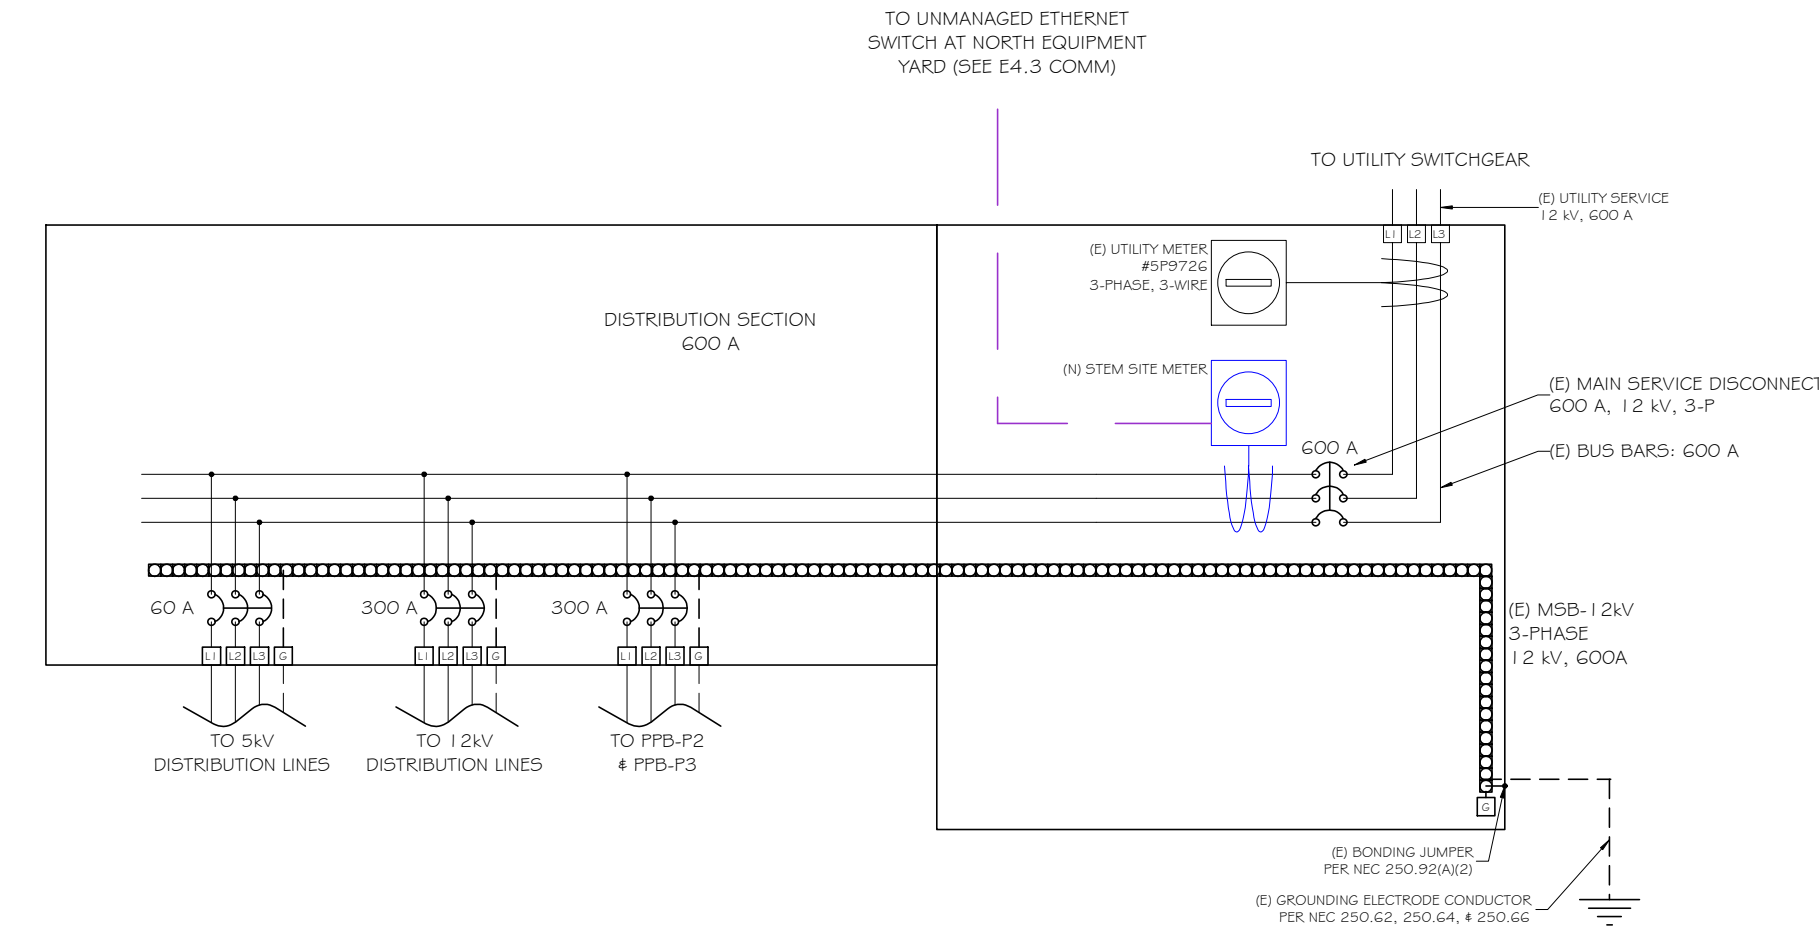 TO UNMANAGED ETHERNET
SWITCH AT NORTH EQUIPMENT
YARD (SEE E4.3 COMM)
TO UTILITY SWITCHGEAR
(E) UTILITY SERVICE
12 kV, 600 A
L1 L2 L3
(E) UTILITY METER
#5P9726
3-PHASE, 3-WIRE
DISTRIBUTION SECTION
600 A
(N) STEM SITE METER
(E) MAIN SERVICE DISCONNECT
600 A, 12 kV, 3-P
600 A
(E) BUS BARS: 600 A
60 A
300 A
300 A
(E) MSB-12kV
3-PHASE
12 kV, 600A
L1 L2 L3 G
L1 L2 L3 G
L1 L2 L3 G
TO 5kV
DISTRIBUTION LINES
TO 12kV
DISTRIBUTION LINES
TO PPB-P2
& PPB-P3
G
(E) BONDING JUMPER
PER NEC 250.92(A)(2)
(E) GROUNDING ELECTRODE CONDUCTOR
PER NEC 250.62, 250.64, & 250.66